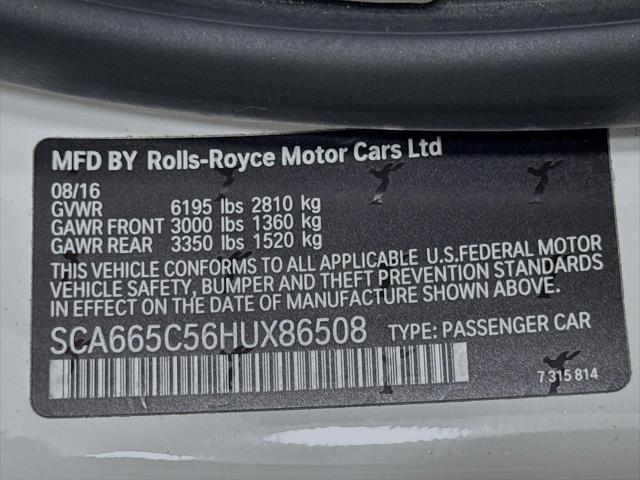 MFD BY Rolls-Royce Motor Cars Ltd
08/16
GVWR 6195 lbs 2810 kg
GAWR FRONT 3000 lbs 1360 kg
GAWR REAR 3350 lbs 1520 kg
THIS VEHICLE CONFORMS TO ALL APPLICABLE U.S.FEDERAL MOTOR
VEHICLE SAFETY, BUMPER AND THEFT PREVENTION STANDARDS
IN EFFECT ON THE DATE OF MANUFACTURE SHOWN ABOVE.
SCA665C56HUX86508 TYPE: PASSENGER CAR
7 315 814